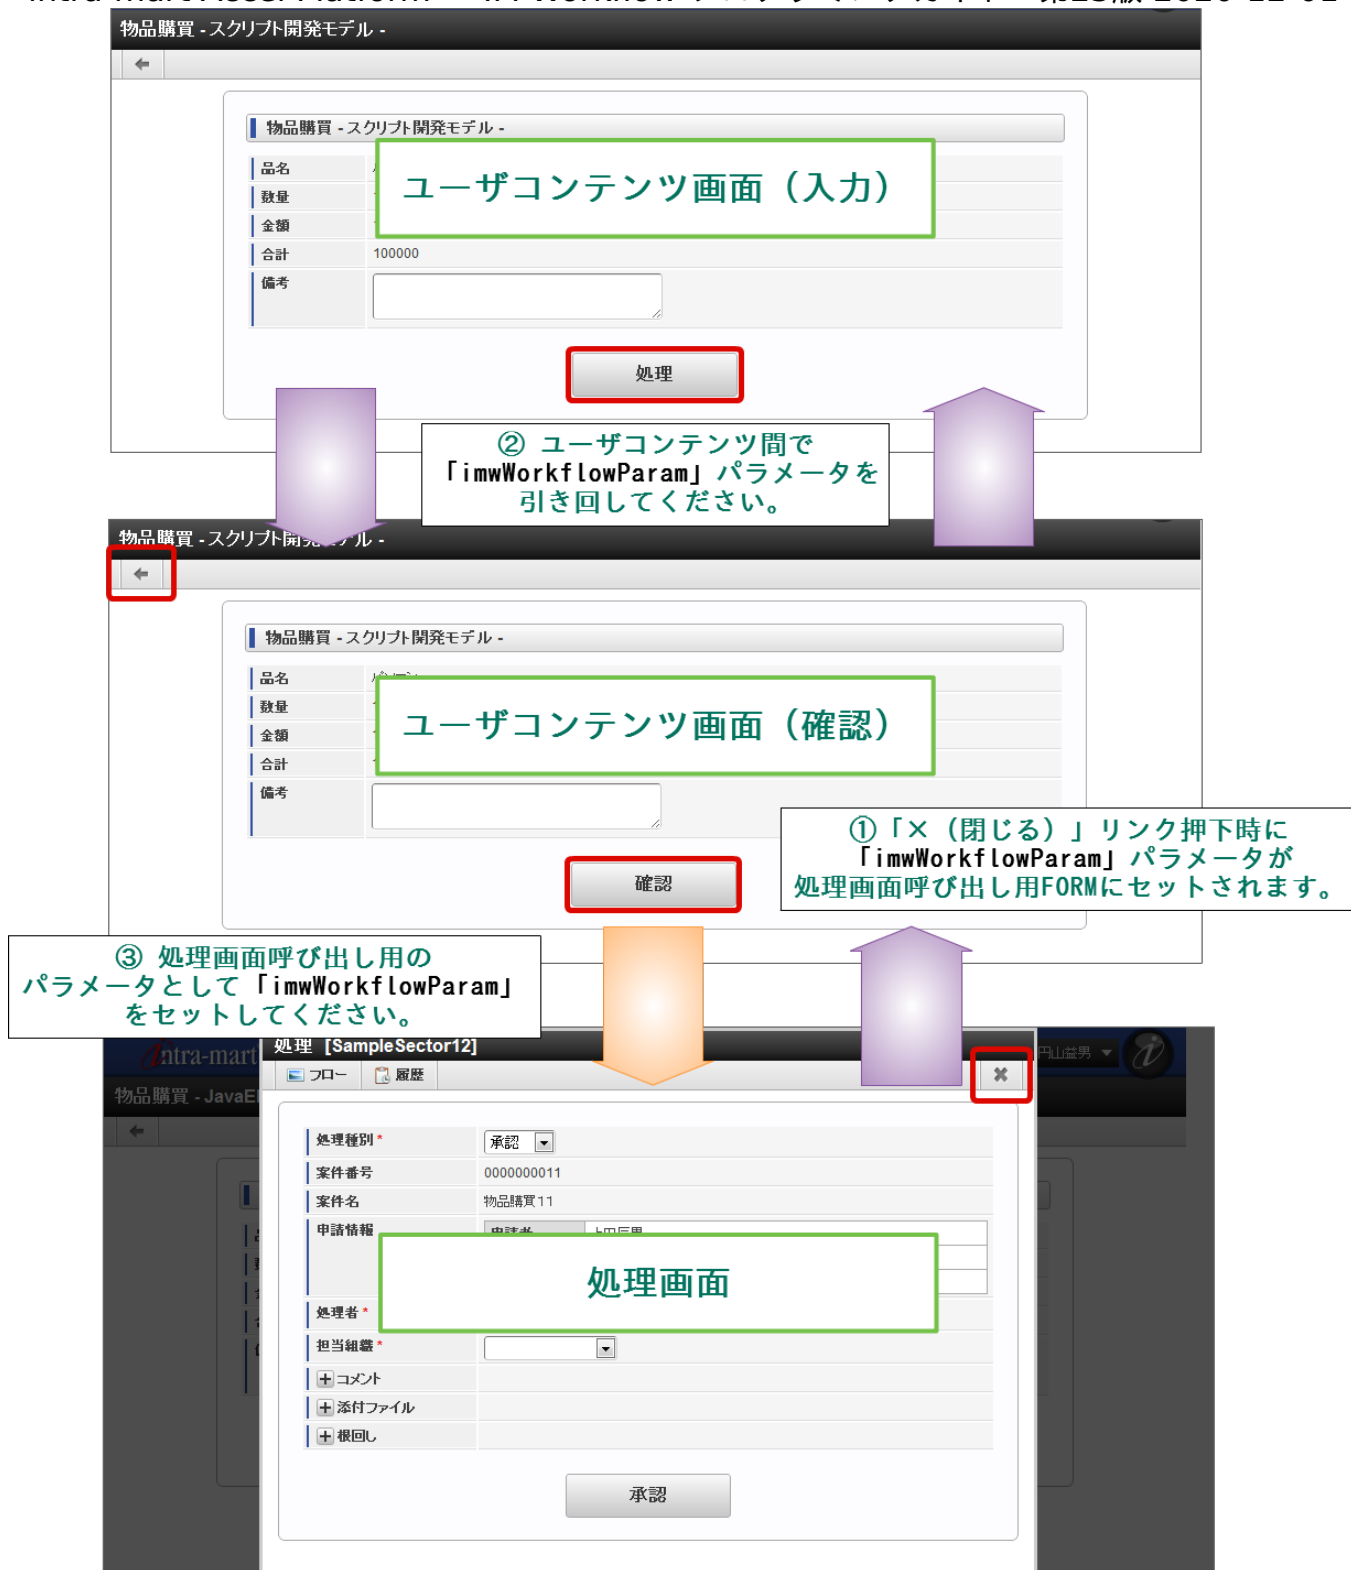 物品購買 - スクリプト開発モデル -
物品購買 - スクリプト開発モデル -
品名
数量
金額
合計 100000
備考
ユーザコンテンツ画面（入力）
処理
② ユーザコンテンツ間で
「imwWorkflowParam」パラメータを
引き回してください。
物品購買 - スクリプト開発モデル -
物品購買 - スクリプト開発モデル -
品名
数量
金額
合計
備考
ユーザコンテンツ画面（確認）
確認
①「×（閉じる）」リンク押下時に
「imwWorkflowParam」パラメータが
処理画面呼び出し用FORMにセットされます。
③ 処理画面呼び出し用の
パラメータとして「imwWorkflowParam」
をセットしてください。
intra-mart
処理 [SampleSector12]
円山益男
フロー 履歴
物品購買 - JavaE
処理種別* 承認
案件番号 0000000011
案件名 物品購買11
申請情報
処理画面
処理者*
担当組織*
コメント
添付ファイル
根回し
承認